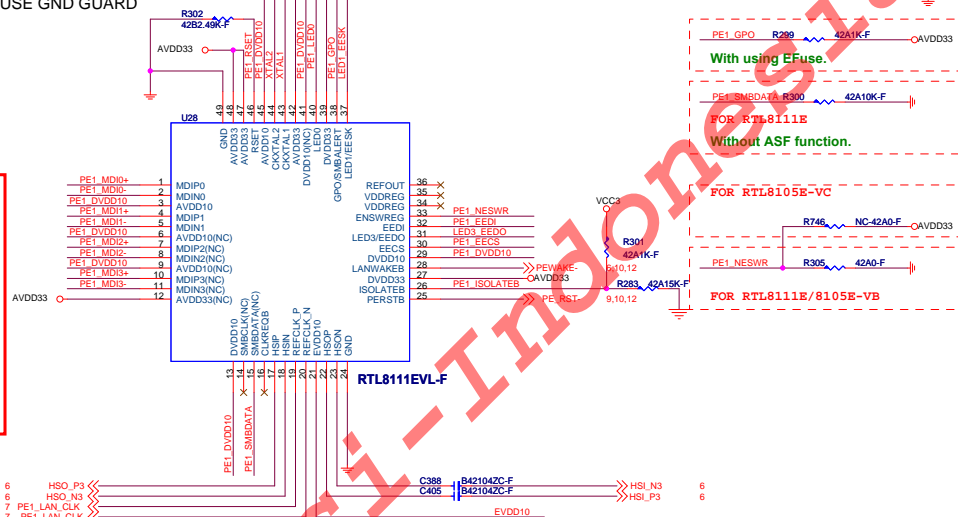 USE GND GUARD
R302
42B2.49K-F
AVDD33
PE1_RSET
PE1_DVDD10
XTAL2
XTAL1
PE1_DVDD10
PE1_LED0
PE1_GPO
LED1_EESK
49
48
47
46
45
44
43
42
41
40
39
38
37
U28
GND
AVDD33
AVDD33
RSET
AVDD10
CKXTAL2
CKXTAL1
AVDD33
DVDD10(NC)
LED0
DVDD33
GPO/SMBALERT
LED1/EESK
PE1_MDI0+ 1 MDIP0
PE1_MDI0- 2 MDIN0
PE1_DVDD10 3 AVDD10
PE1_MDI1+ 4 MDIP1
PE1_MDI1- 5 MDIN1
PE1_DVDD10 6 AVDD10(NC)
PE1_MDI2+ 7 MDIP2(NC)
PE1_MDI2- 8 MDIN2(NC)
PE1_DVDD10 9 AVDD10(NC)
PE1_MDI3+ 10 MDIP3(NC)
PE1_MDI3- 11 MDIN3(NC)
AVDD33 12 AVDD33(NC)
REFOUT 36
VDDREG 35
VDDREG 34
ENSWREG 33 PE1_NESWR
EEDI 32 PE1_EEDI
LED3/EEDO 31 LED3_EEDO
EECS 30 PE1_EECS
DVDD10 29 PE1_DVDD10
LANWAKEB 28 PEWAKE- 6,10,12
DVDD33 27 AVDD33
ISOLATEB 26 PE1_ISOLATEB
PERSTB 25 PE_RST- 9,10,12
VCC3
R301
42A1K-F
R283 42A15K-F
DVDD10
SMBCLK(NC)
SMBDATA(NC)
CLKREQB
HSIP
HSIN
REFCLK_P
REFCLK_N
EVDD10
HSOP
HSON
GND
13
14
15
16
17
18
19
20
21
22
23
24
RTL8111EVL-F
PE1_DVDD10
PE1_SMBDATA
6 HSO_P3
6 HSO_N3
7 PE1_LAN_CLK
7 PE1_LAN_CLK-
C388 B42104ZC-F HSI_N3 6
C405 B42104ZC-F HSI_P3 6
EVDD10
PE1_GPO R299 42A1K-F AVDD33
With using EFuse.
PE1_SMBDATA R300 42A10K-F
FOR RTL8111E
Without ASF function.
FOR RTL8105E-VC
R746 NC-42A0-F AVDD33
PE1_NESWR R305 42A0-F
FOR RTL8111E/8105E-VB
ri-Indonesia